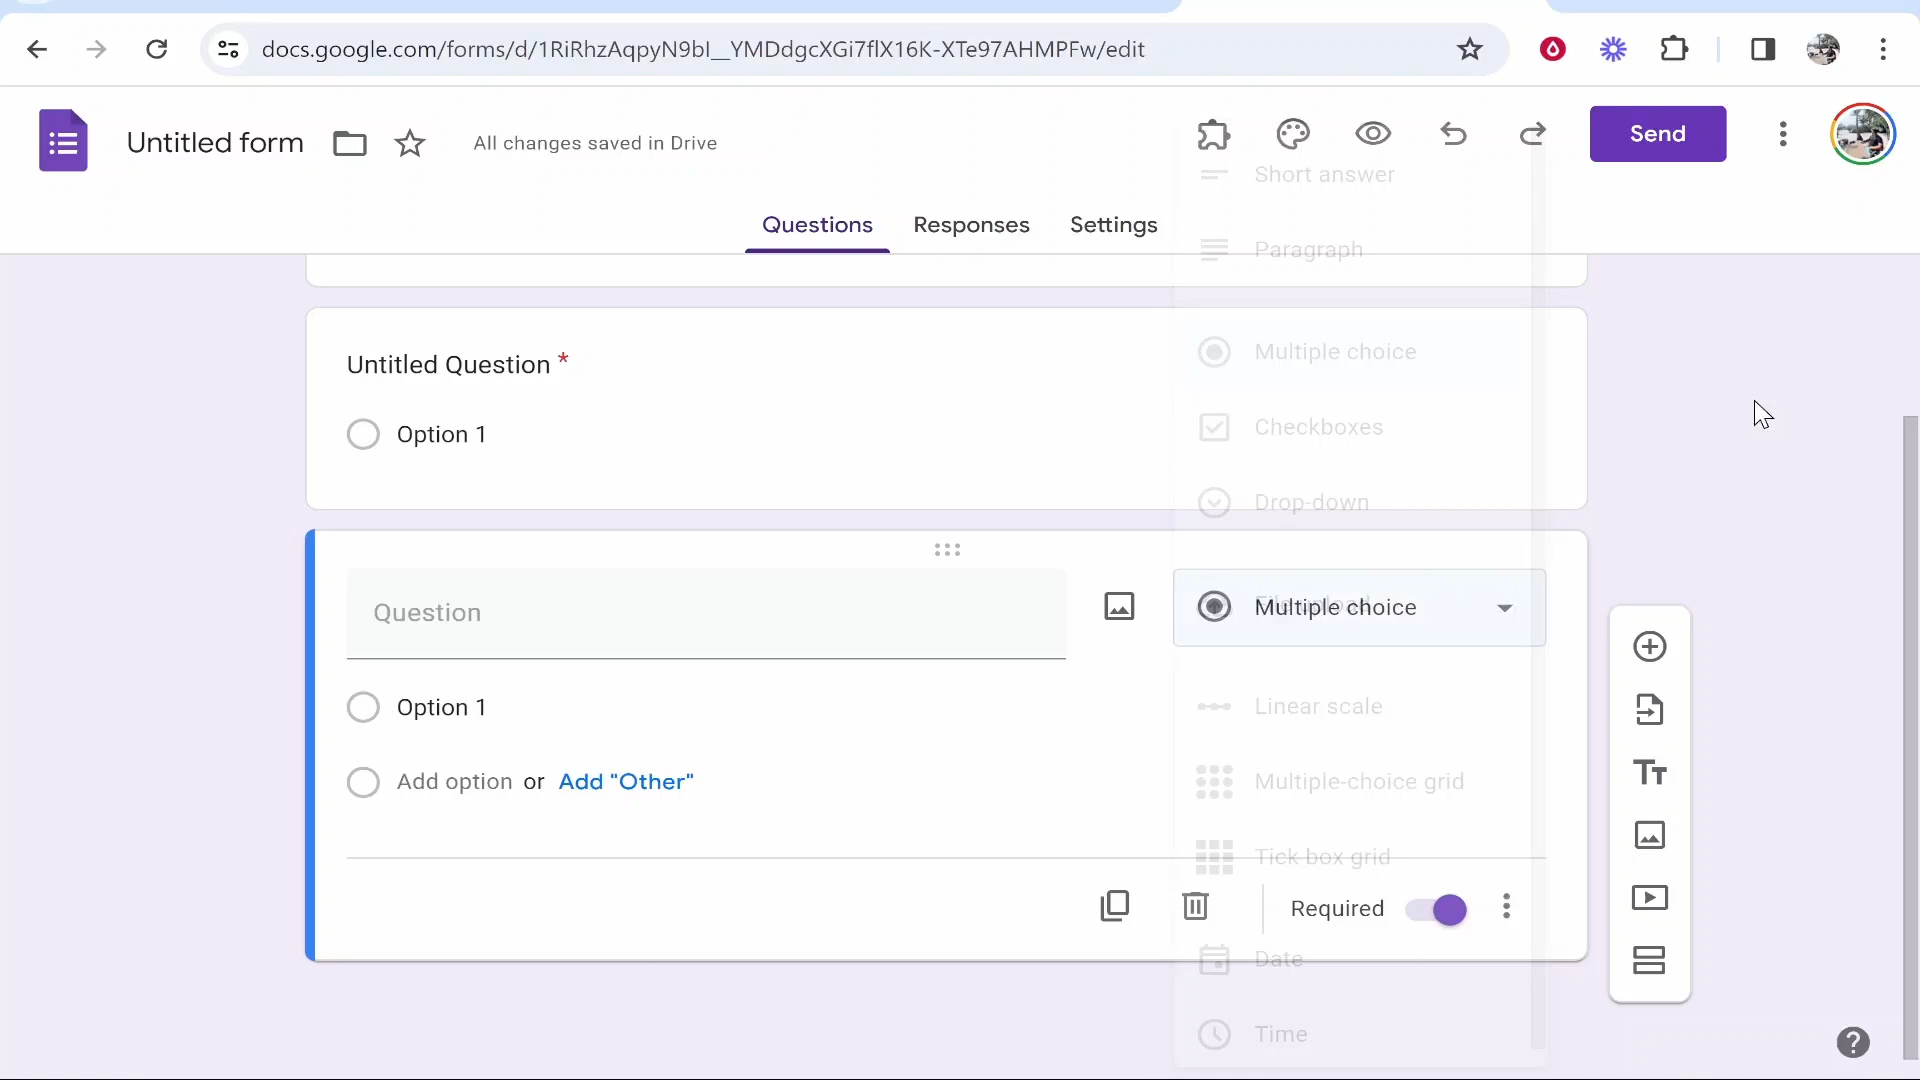 docs.google.com/forms/d/1RiRhzAqpyN9bI__YMDdgcXGi7flX16K-XTe97AHMPFw/edit
Untitled form
All changes saved in Drive
Send
Questions
Responses
Settings
Short answer
Paragraph
Untitled Question *
Option 1
Multiple choice
Checkboxes
Drop-down
Question
Multiple choice
File upload
Option 1
Add option or Add "Other"
Linear scale
Multiple-choice grid
Tick box grid
Required
Date
Time